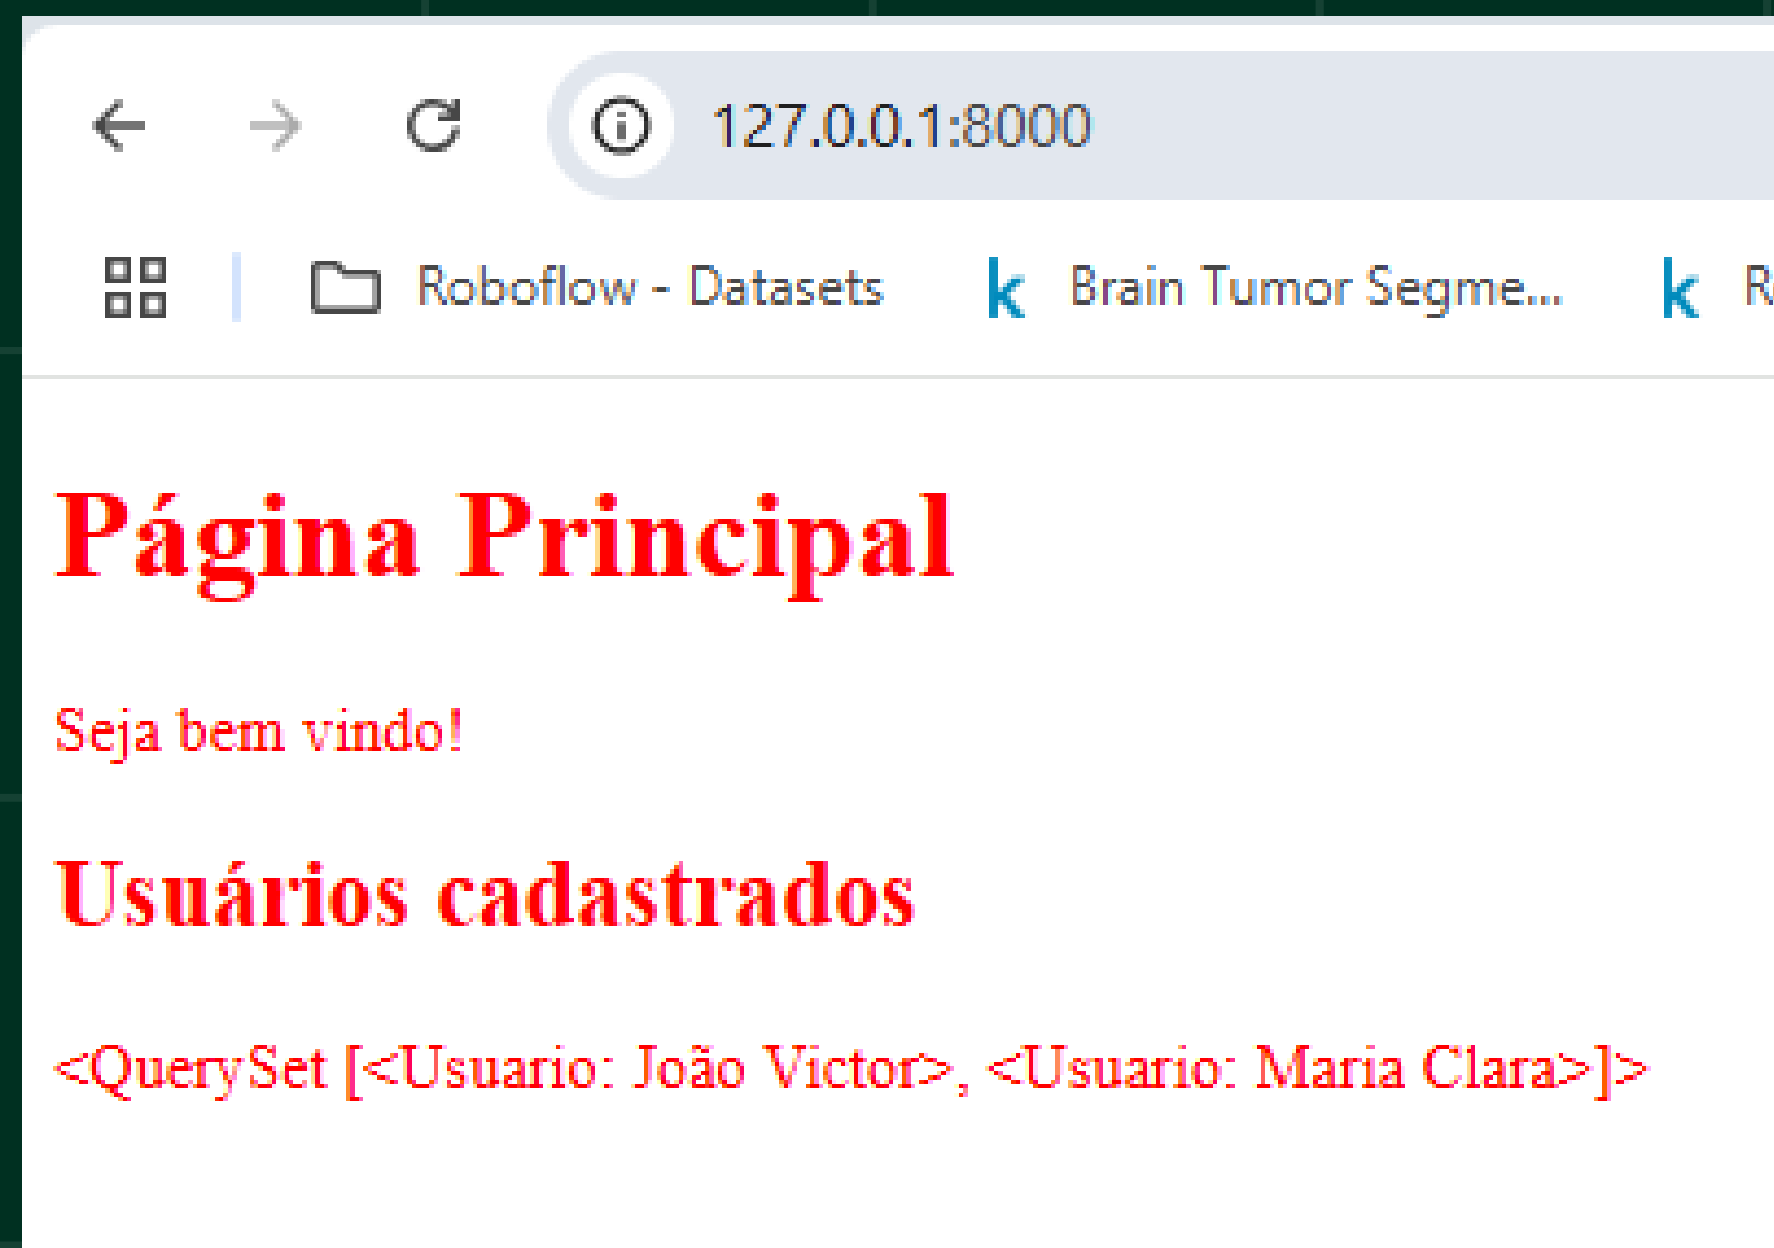 127.0.0.1:8000
Roboflow - Datasets k Brain Tumor Segme... k R
Página Principal
Seja bem vindo!
Usuários cadastrados
<QuerySet [<Usuario: João Victor>, <Usuario: Maria Clara>]>